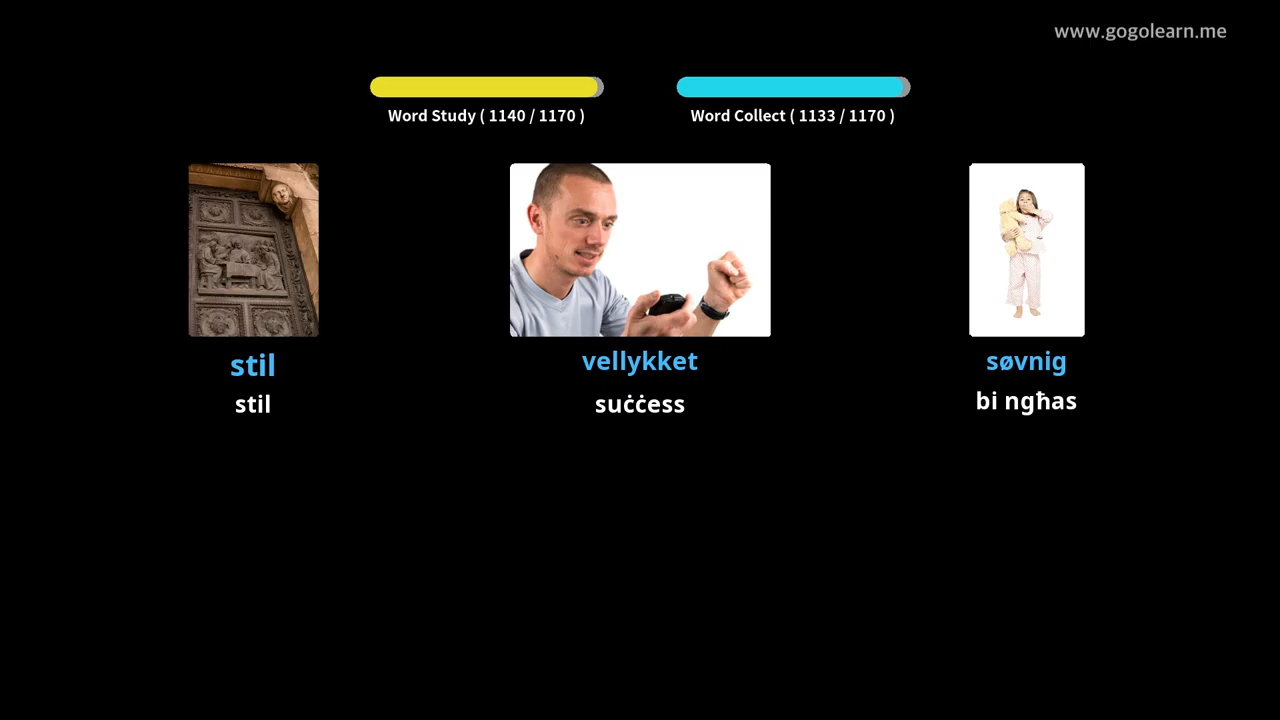 www.gogolearn.me
Word Study ( 1140 / 1170 )
Word Collect ( 1133 / 1170 )
stil
vellykket
søvnig
stil
suċċess
bi ngħas